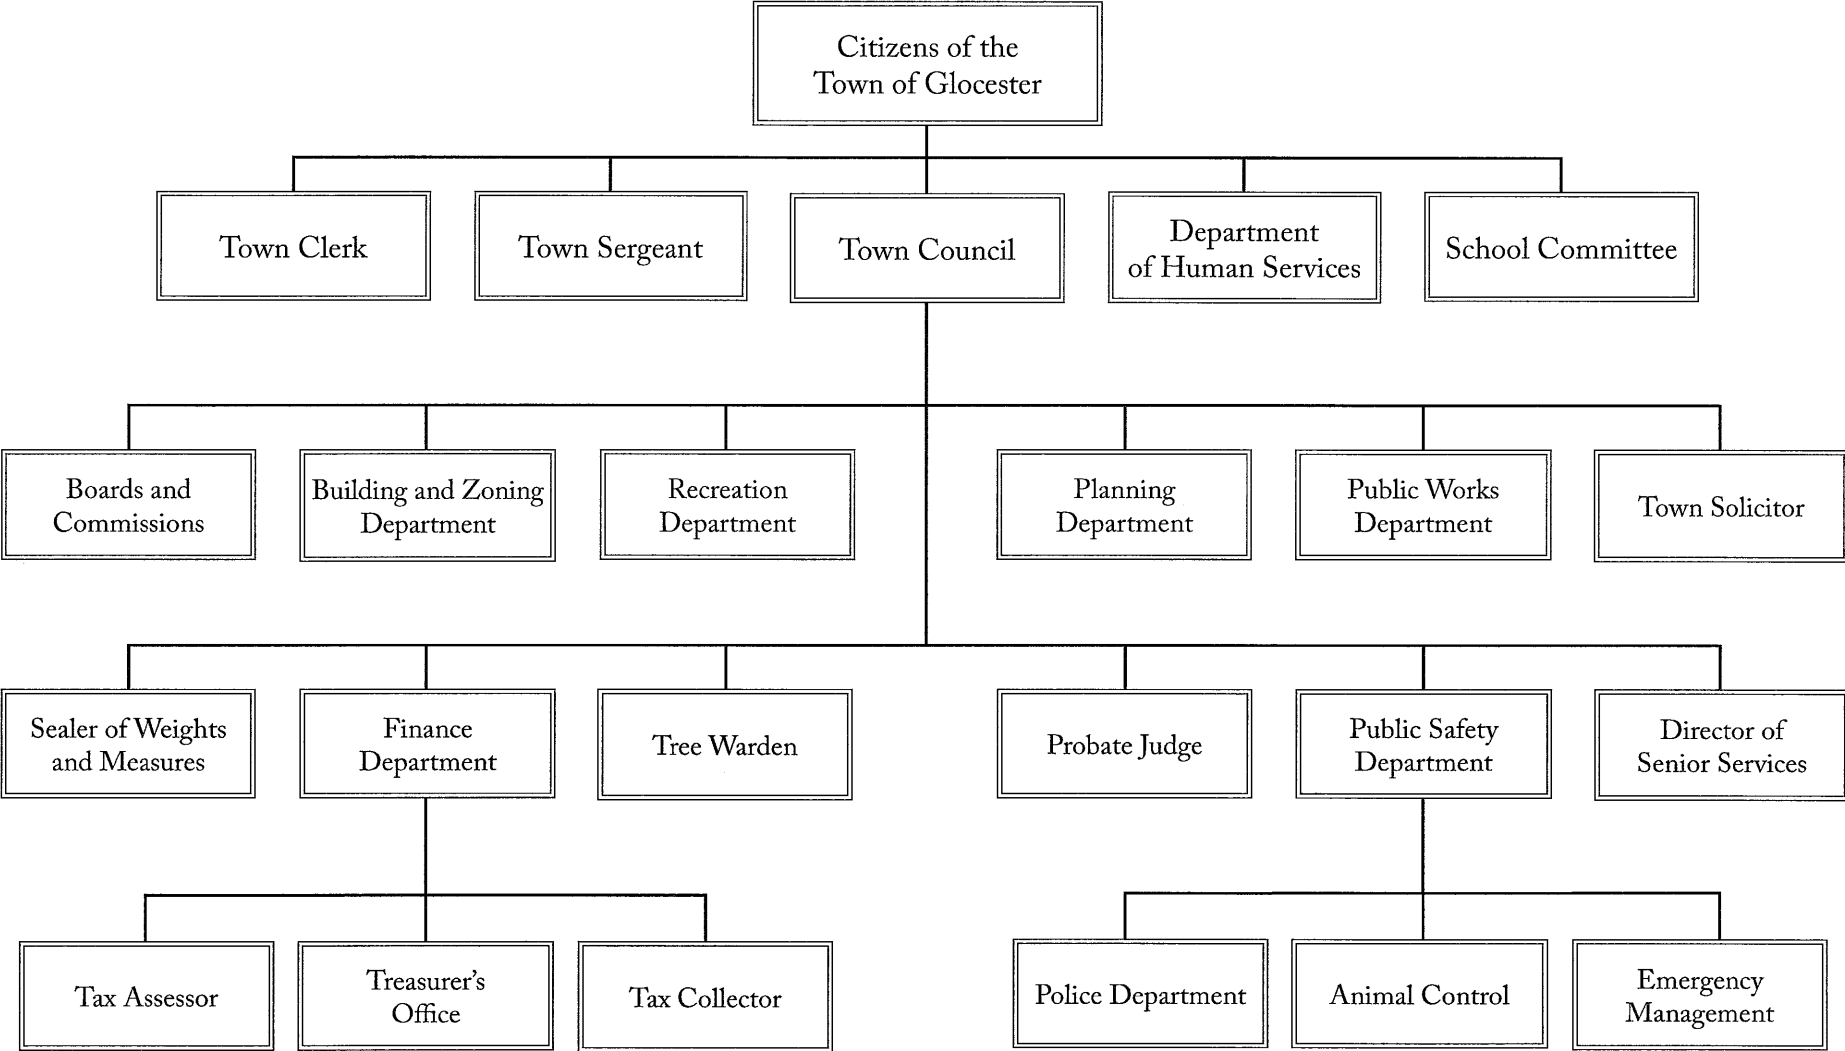 Citizens of the
Town of Glocester
Town Clerk
Town Sergeant
Town Council
Department
of Human Services
School Committee
Boards and
Commissions
Building and Zoning
Department
Recreation
Department
Planning
Department
Public Works
Department
Town Solicitor
Sealer of Weights
and Measures
Finance
Department
Tree Warden
Probate Judge
Public Safety
Department
Director of
Senior Services
Tax Assessor
Treasurer's
Office
Tax Collector
Police Department
Animal Control
Emergency
Management